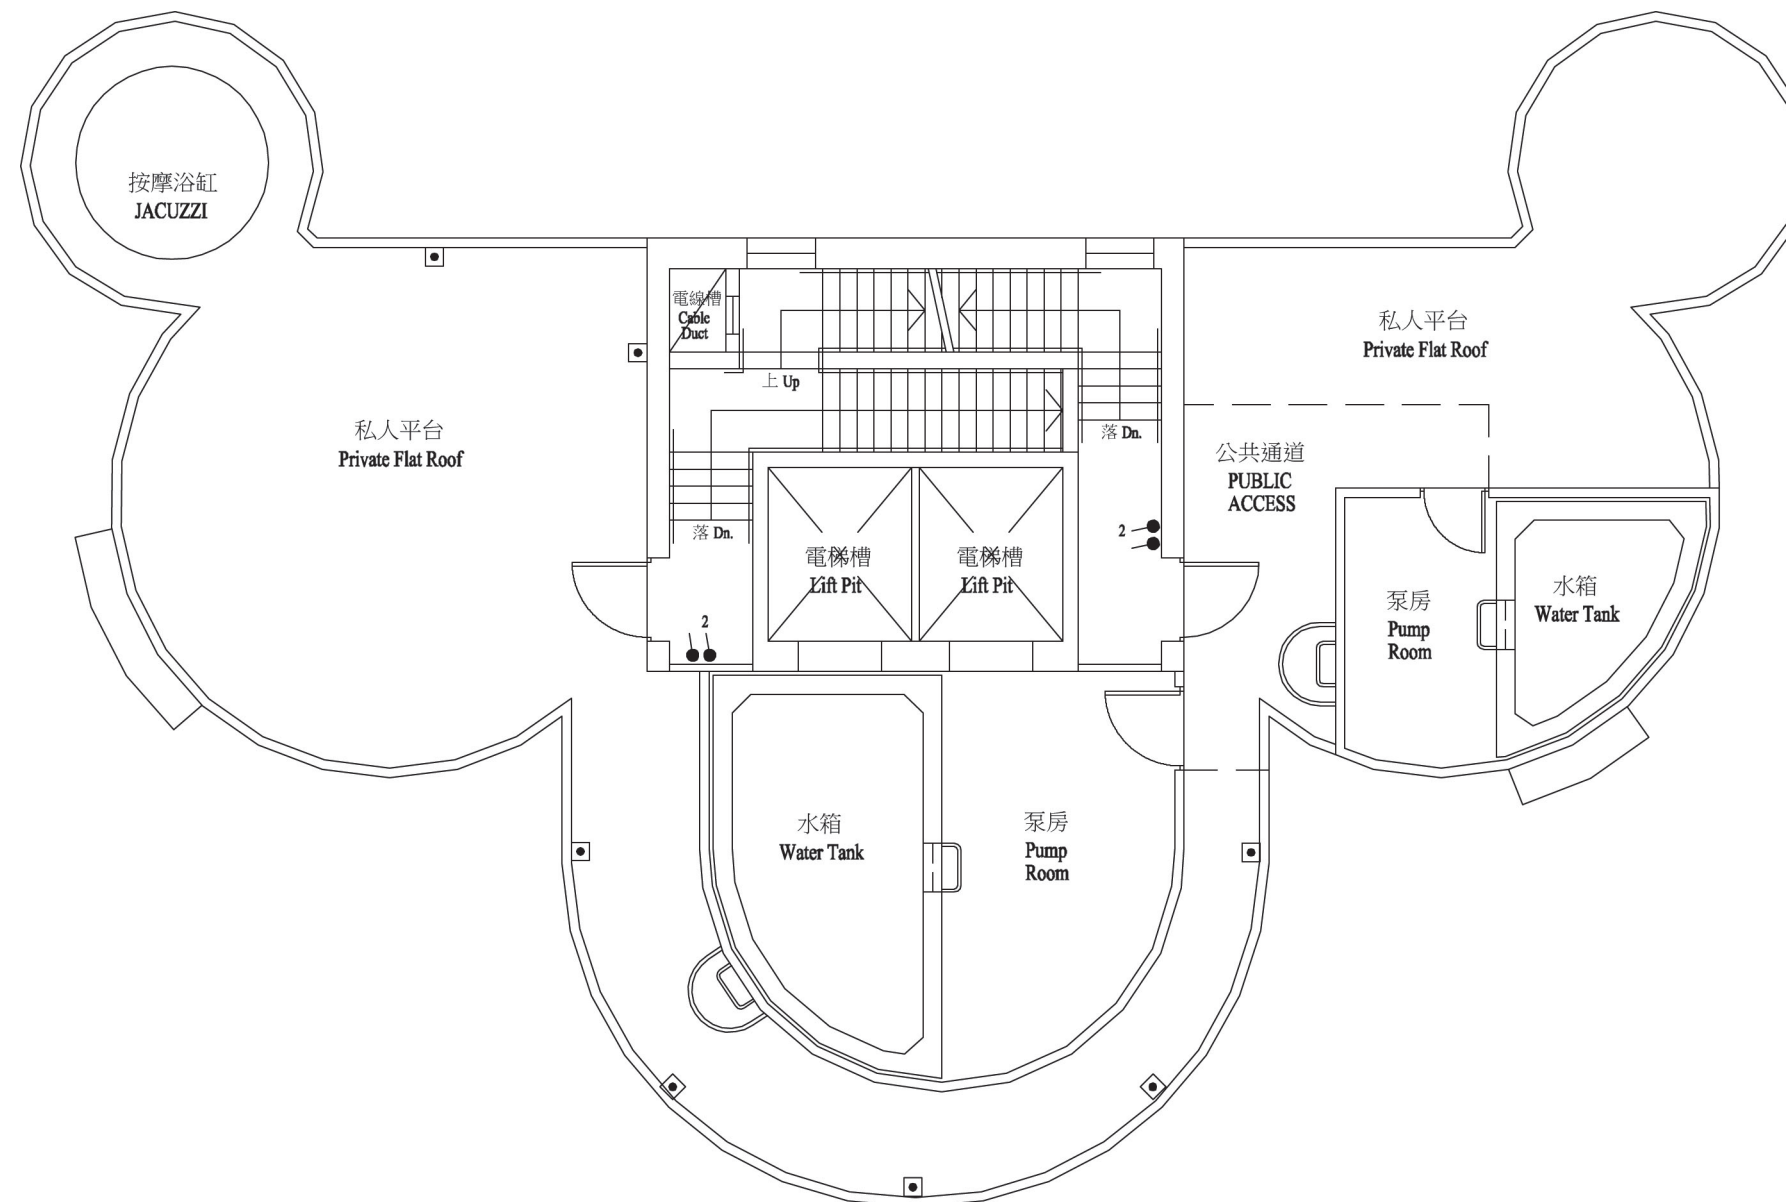 按摩浴缸
JACUZZI
電線槽
Cable
Duct
上 Up
私人平台
Private Flat Roof
私人平台
Private Flat Roof
落 Dn.
公共通道
PUBLIC
ACCESS
落 Dn.
2
電梯槽
Lift Pit
電梯槽
Lift Pit
2
泵房
Pump
Room
水箱
Water Tank
水箱
Water Tank
泵房
Pump
Room